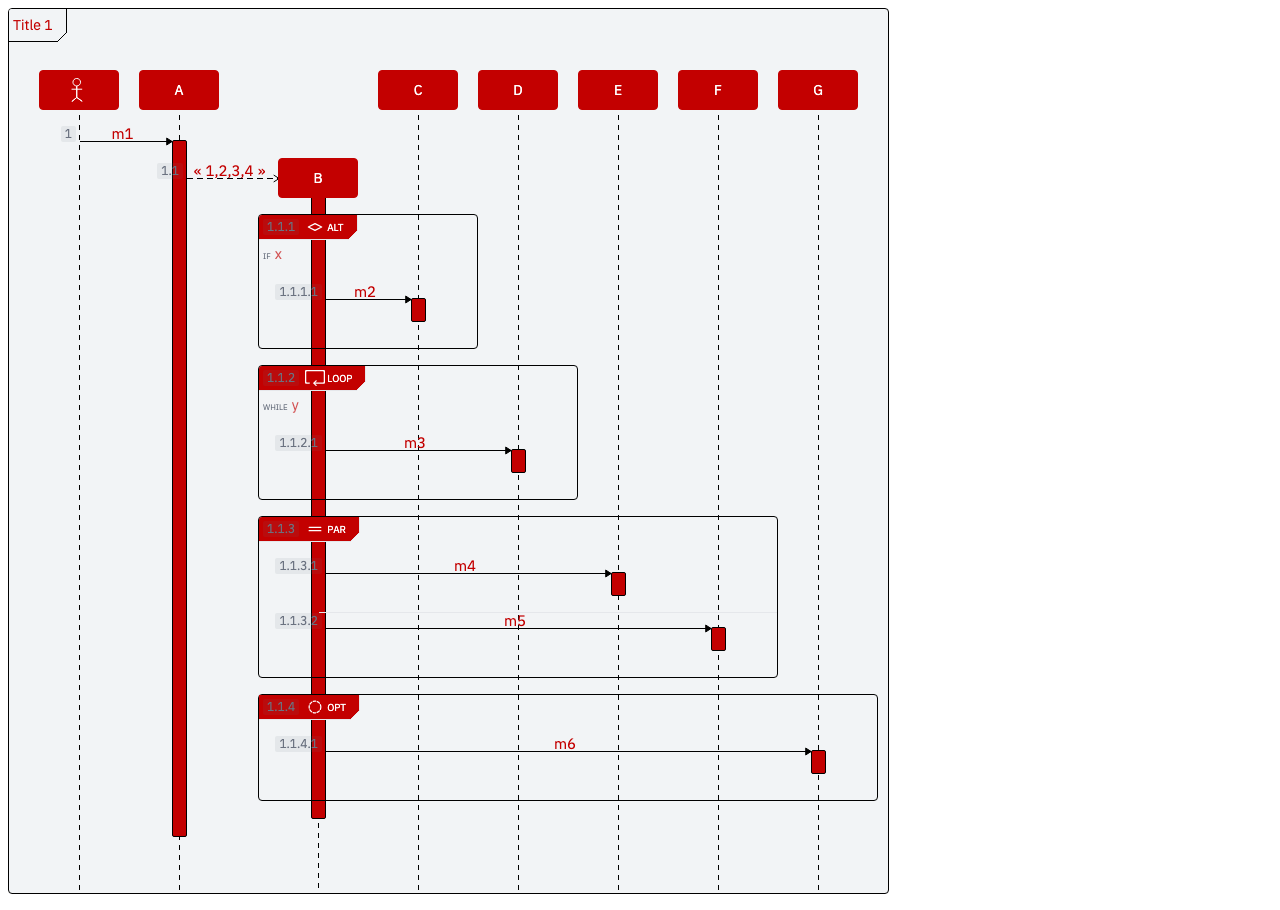 Title 1
A
C
D
E
F
G
1
m1
1.1
« 1,2,3,4 »
B
1.1.1
ALT
IF x
1.1.1.1
m2
1.1.2
LOOP
WHILE y
1.1.2.1
m3
1.1.3
PAR
1.1.3.1
m4
1.1.3.2
m5
1.1.4
OPT
1.1.4.1
m6